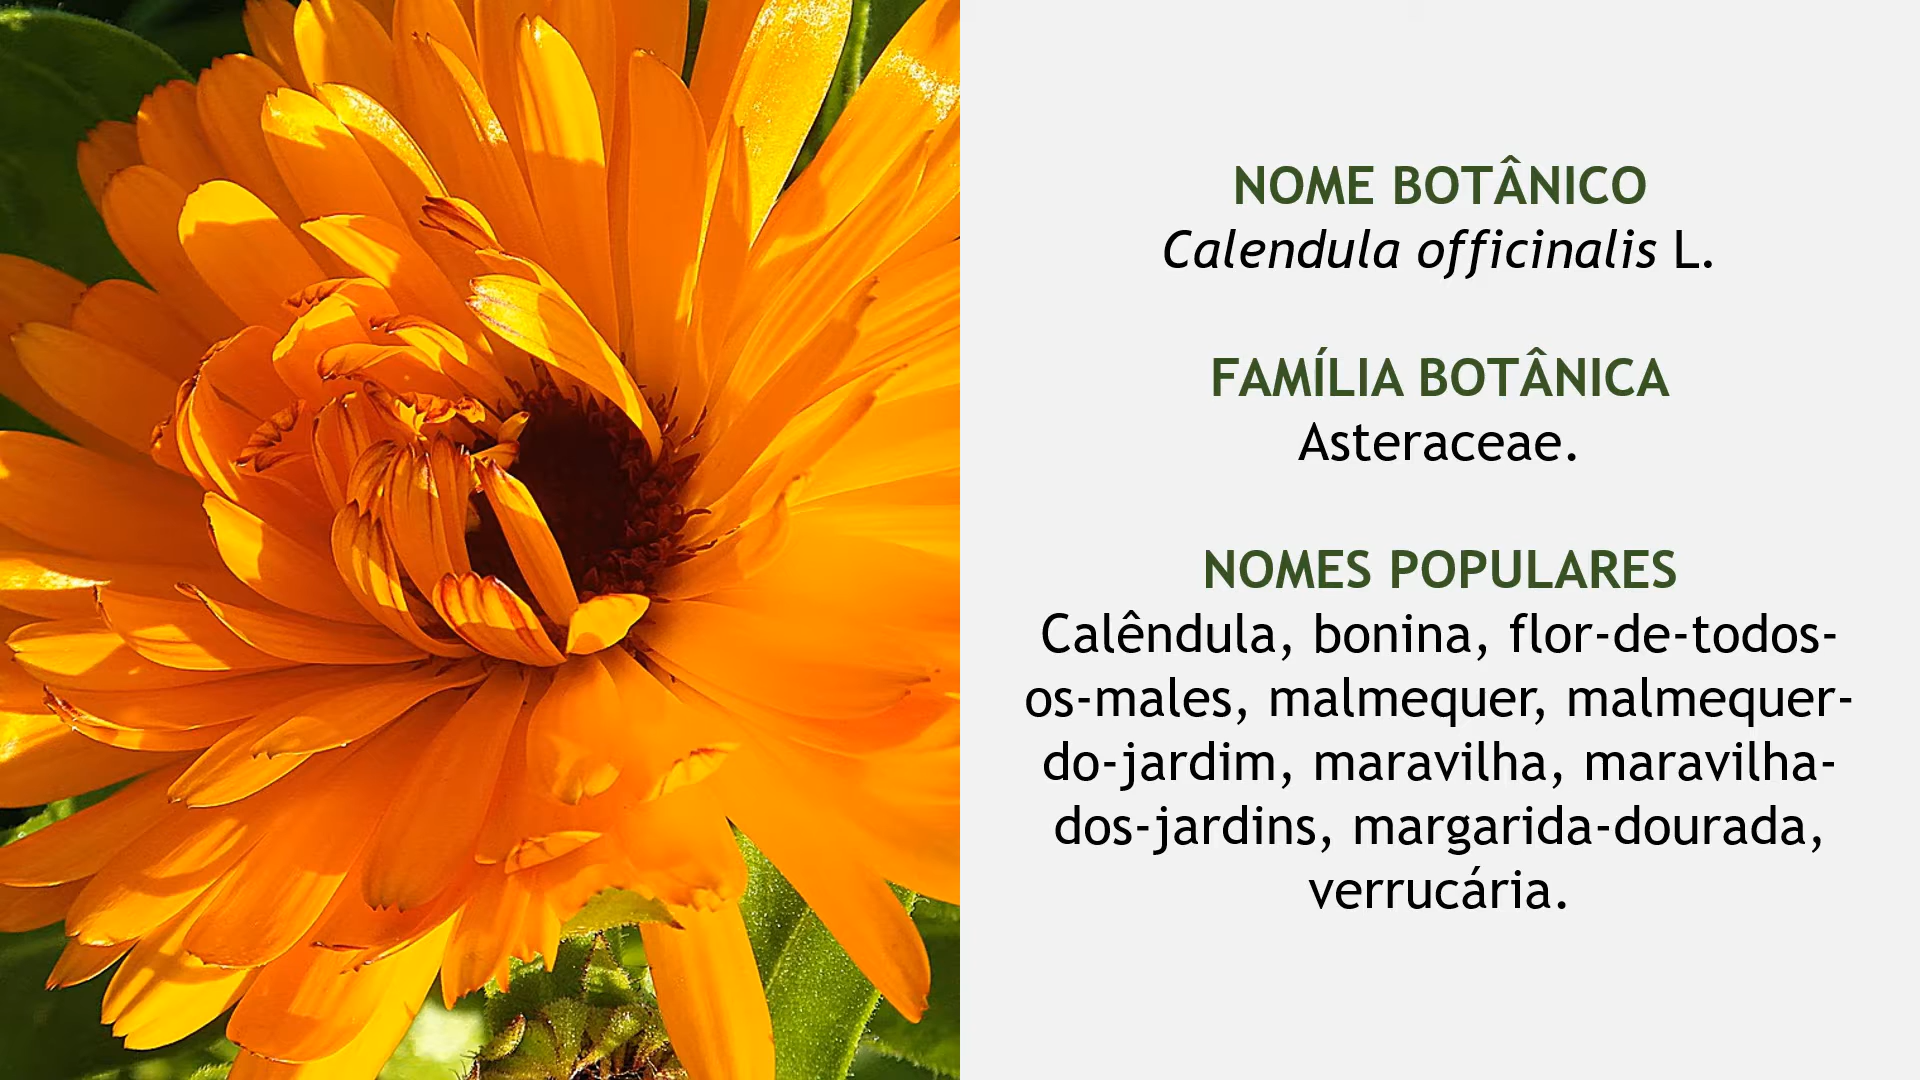 NOME BOTÂNICO
Calendula officinalis L.
FAMÍLIA BOTÂNICA
Asteraceae.
NOMES POPULARES
Calêndula, bonina, flor-de-todos-
os-males, malmequer, malmequer-
do-jardim, maravilha, maravilha-
dos-jardins, margarida-dourada,
verrucária.